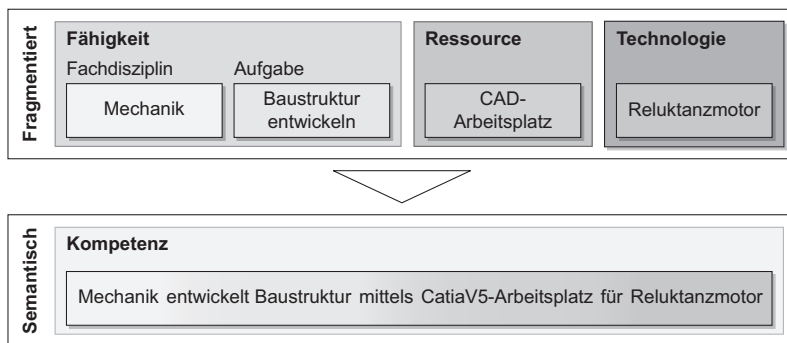 Fragmentiert
Fähigkeit
Fachdisziplin
Mechanik
Aufgabe
Baustruktur
entwickeln
Ressource
CAD-
Arbeitsplatz
Technologie
Reluktanzmotor
Semantisch
Kompetenz
Mechanik entwickelt Baustruktur mittels CatiaV5-Arbeitsplatz für Reluktanzmotor